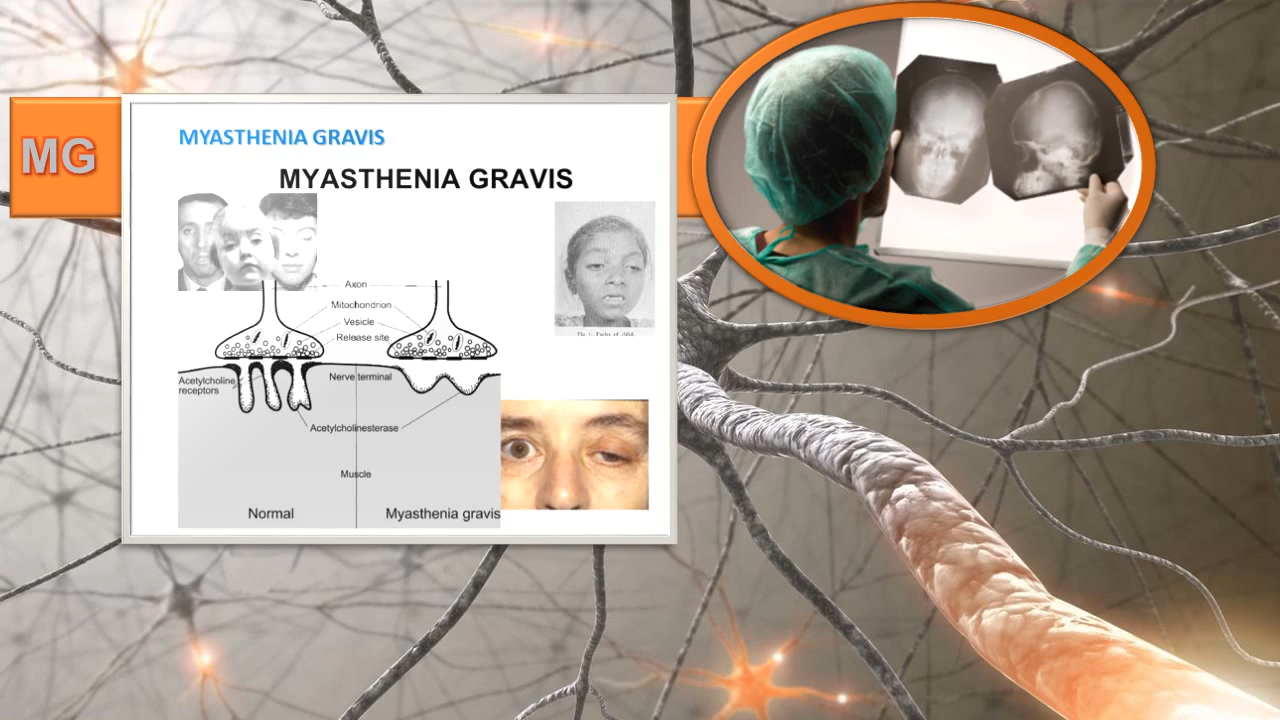 MG
MYASTHENIA GRAVIS
MYASTHENIA GRAVIS
Axon
Mitochondrion
Vesicle
Release site
Acetylcholine
receptors
Nerve terminal
Acetylcholinesterase
Muscle
Normal
Myasthenia gravis